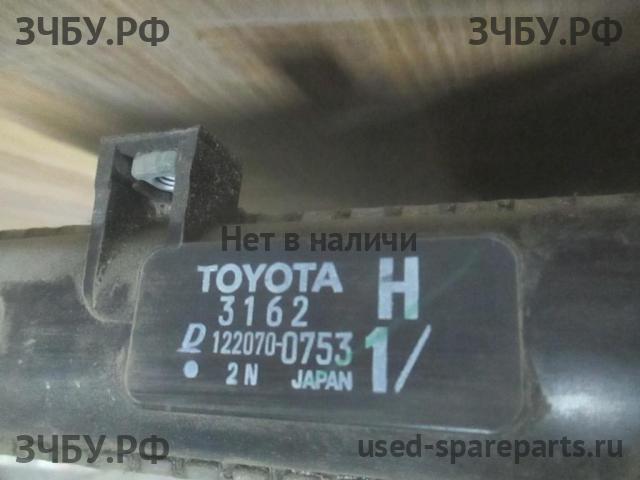 ЗЧБУ.РФ
ЗЧБУ.РФ
Нет в наличи
TOYOTA H
3162
D 122070-0753 1/
2N JAPAN
ЗЧБУ.РФ
used-spareparts.ru